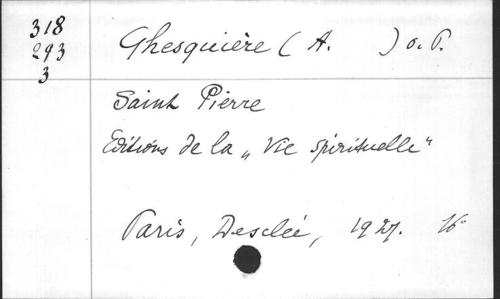 318
293
3
Ghesquière ( A. ) o. P.
Saint Pierre
Editions de la „ Vie spirituelle "
Paris, Desclée, 1927. 16°